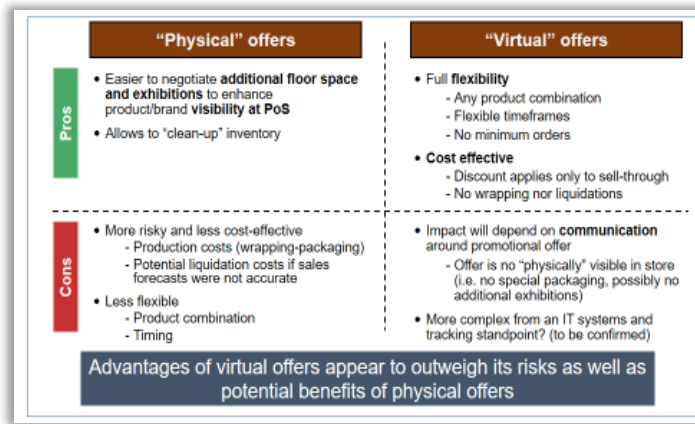 “Physical” offers
“Virtual” offers
Pros
• Easier to negotiate additional floor space
and exhibitions to enhance
product/brand visibility at PoS
• Allows to “clean-up” inventory
• Full flexibility
- Any product combination
- Flexible timeframes
- No minimum orders
• Cost effective
- Discount applies only to sell-through
- No wrapping nor liquidations
Cons
• More risky and less cost-effective
- Production costs (wrapping-packaging)
- Potential liquidation costs if sales
forecasts were not accurate
• Less flexible
- Product combination
- Timing
• Impact will depend on communication
around promotional offer
- Offer is no “physically” visible in store
(i.e. no special packaging, possibly no
additional exhibitions)
• More complex from an IT systems and
tracking standpoint? (to be confirmed)
Advantages of virtual offers appear to outweigh its risks as well as
potential benefits of physical offers